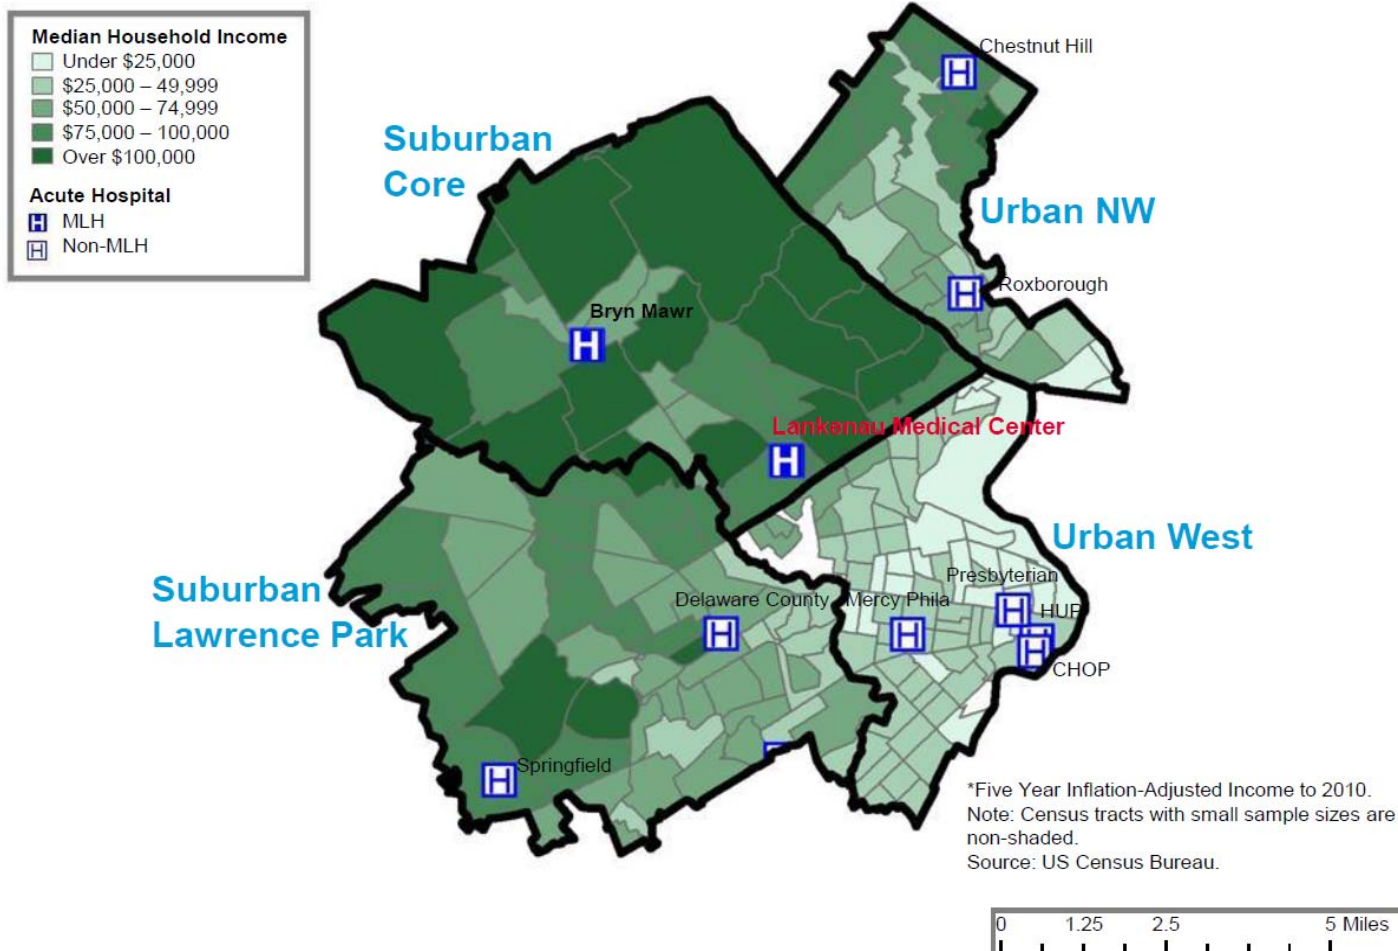 Median Household Income
Under $25,000
$25,000 – 49,999
$50,000 – 74,999
$75,000 – 100,000
Over $100,000
Acute Hospital
H MLH
H Non-MLH
Chestnut Hill
H
Suburban
Core
Urban NW
Roxborough
H
Bryn Mawr
H
Lankenau Medical Center
H
Urban West
Presbyterian
H
HUP
H
CHOP
Suburban
Lawrence Park
Delaware County
H
Mercy Phila
H
Springfield
H
*Five Year Inflation-Adjusted Income to 2010.
Note: Census tracts with small sample sizes are
non-shaded.
Source: US Census Bureau.
0 1.25 2.5 5 Miles